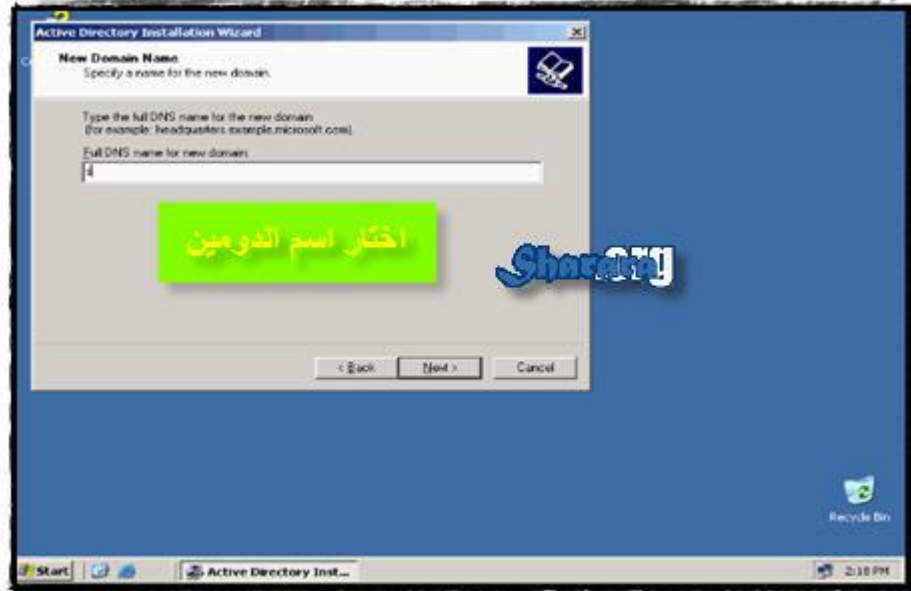 Active Directory Installation Wizard
New Domain Name
Specify a name for the new domain.
Type the full DNS name for the new domain
(for example: headquarters.example.microsoft.com).
Full DNS name for new domain:
اختار اسم الدومين
Sharara.org
< Back
Next >
Cancel
Recycle Bin
Start
Active Directory Inst...
2:18 PM